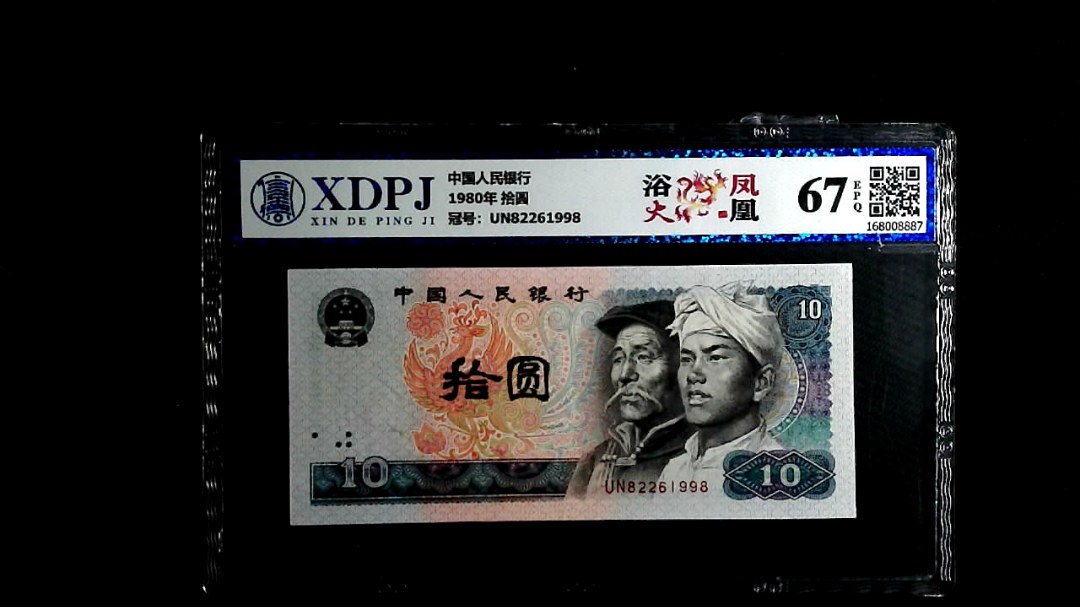 XDPJ
XIN DE PING JI
中国人民银行
1980年 拾圆
冠号：UN82261998
浴火
凤凰
67
EPQ
168008887
中国人民银行
10
拾圆
10
UN82261998
10